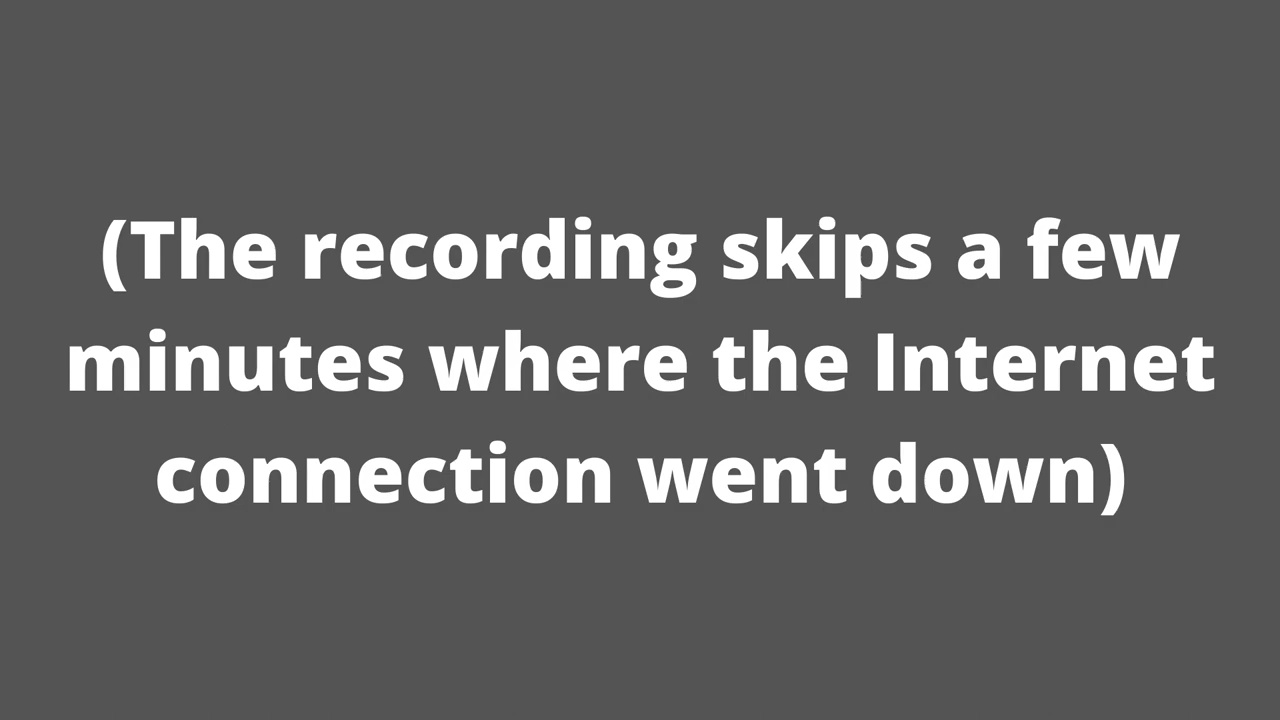 (The recording skips a few
minutes where the Internet
connection went down)